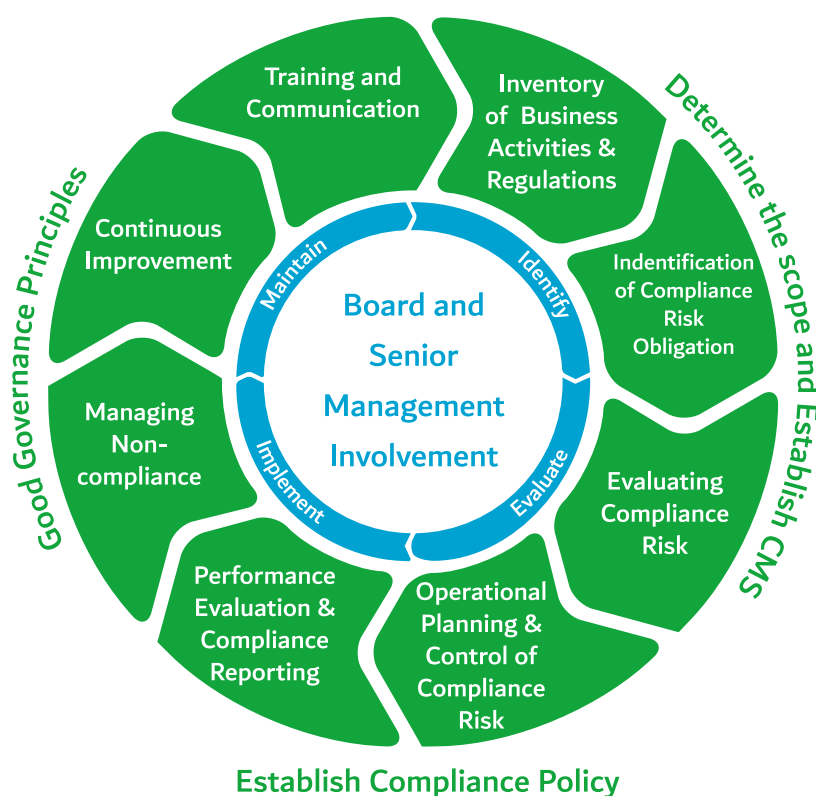 Training and
Communication
Inventory
of Business
Activities &
Regulations
Determine the scope and Establish CMS
Indentification
of Compliance
Risk
Obligation
Evaluating
Compliance
Risk
Operational
Planning &
Control of
Compliance
Risk
Performance
Evaluation &
Compliance
Reporting
Managing
Non-
compliance
Continuous
Improvement
Good Governance Principles
Maintain
Identify
Evaluate
Implement
Board and
Senior
Management
Involvement
Establish Compliance Policy